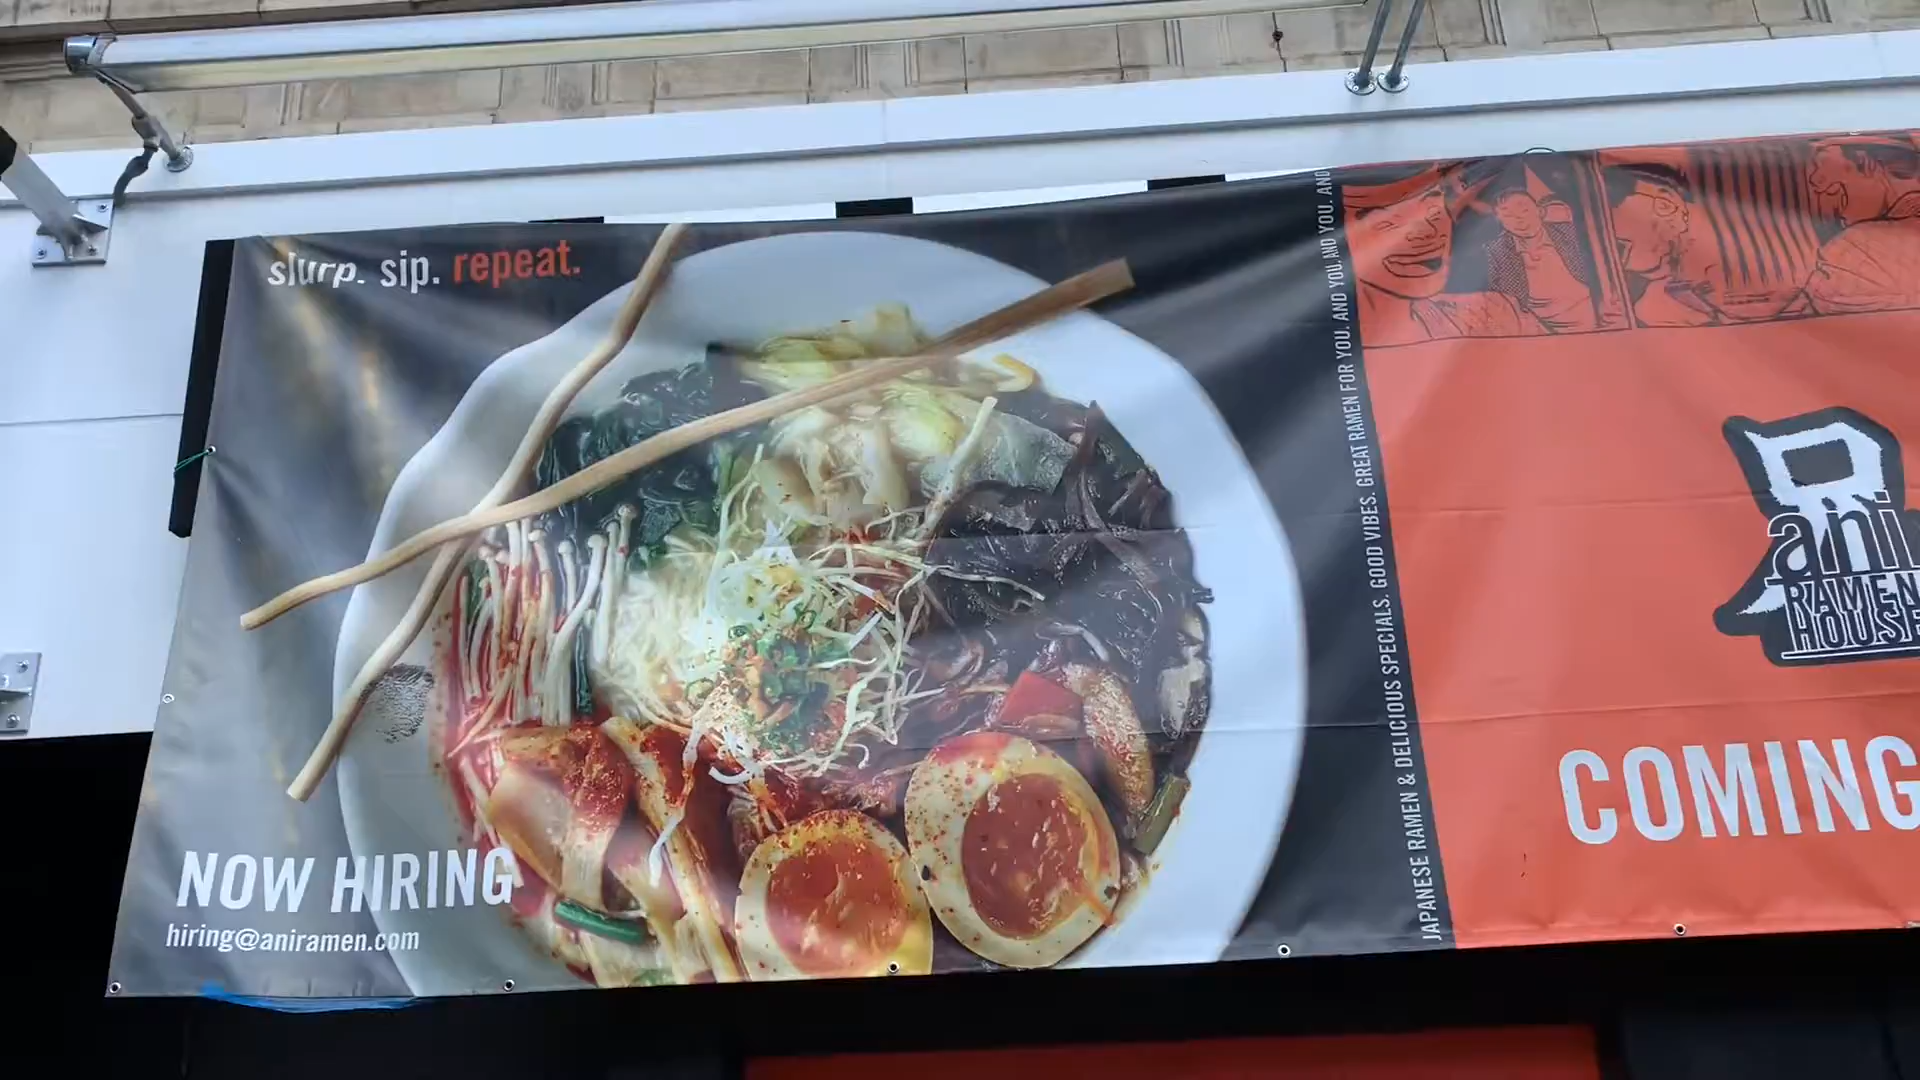 slurp. sip. repeat.
NOW HIRING
hiring@aniramen.com
JAPANESE RAMEN & DELICIOUS SPECIALS. GOOD VIBES. GREAT RAMEN FOR YOU. AND YOU. AND YOU. AND
ani
RAMEN
HOUSE
COMING